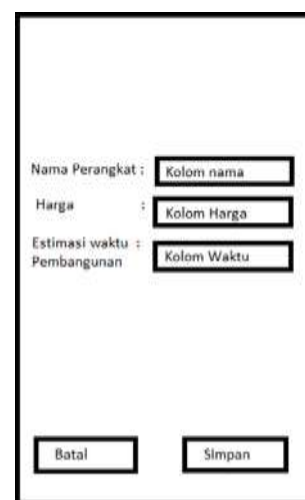 Nama Perangkat : Kolom nama
Harga : Kolom Harga
Estimasi waktu :
Pembangunan Kolom Waktu
Batal Simpan